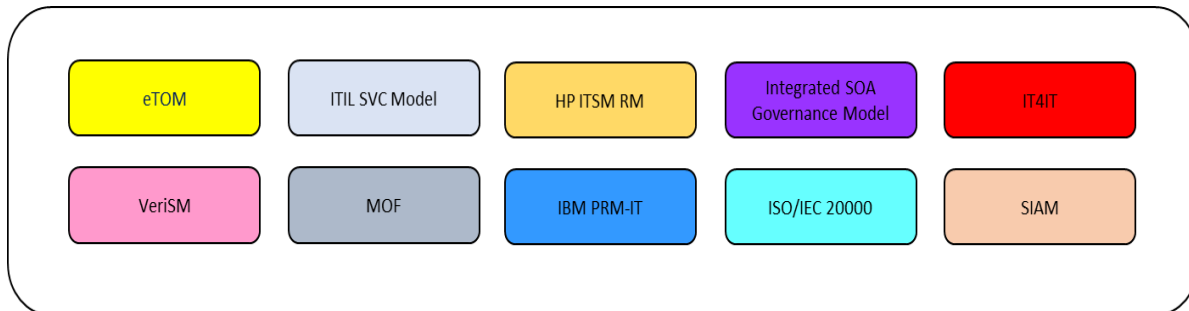 eTOM
ITIL SVC Model
HP ITSM RM
Integrated SOA
Governance Model
IT4IT
VeriSM
MOF
IBM PRM-IT
ISO/IEC 20000
SIAM